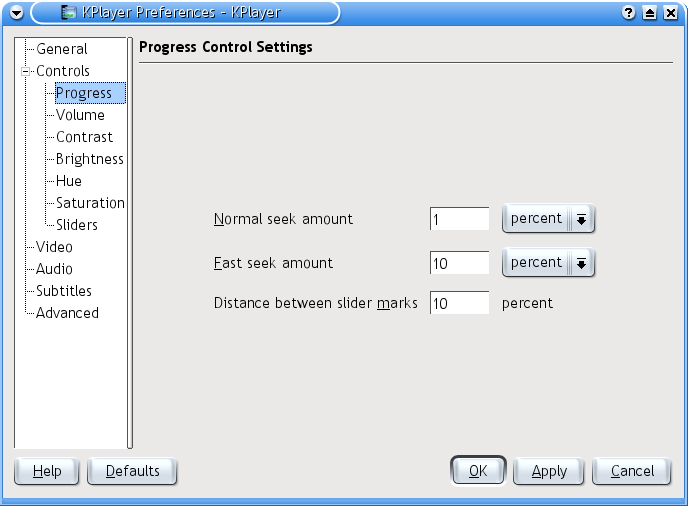 KPlayer Preferences - KPlayer
General
Controls
Progress
Volume
Contrast
Brightness
Hue
Saturation
Sliders
Video
Audio
Subtitles
Advanced
Progress Control Settings
Normal seek amount 1 percent
Fast seek amount 10 percent
Distance between slider marks 10 percent
Help Defaults OK Apply Cancel